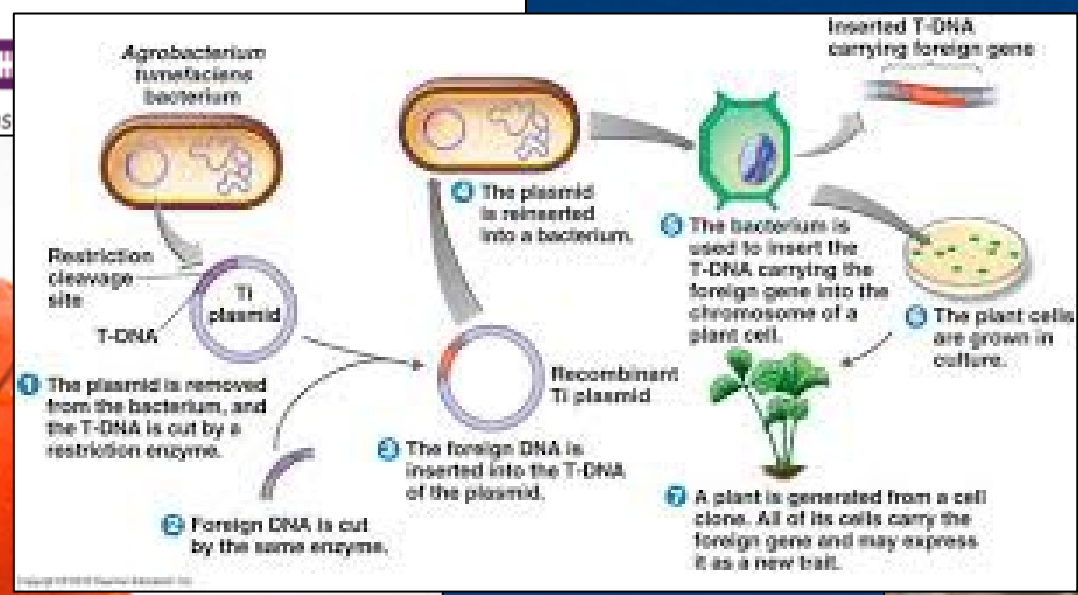 Agrobacterium
tumefaciens
bacterium
Restriction
cleavage
site
T-DNA
Ti
plasmid
1 The plasmid is removed
from the bacterium, and
the T-DNA is cut by a
restriction enzyme.
2 Foreign DNA is cut
by the same enzyme.
3 The foreign DNA is
inserted into the T-DNA
of the plasmid.
Recombinant
Ti plasmid
4 The plasmid
is reinserted
into a bacterium.
5 The bacterium is
used to insert the
T-DNA carrying the
foreign gene into the
chromosome of a
plant cell.
Inserted T-DNA
carrying foreign gene
6 The plant cells
are grown in
culture.
7 A plant is generated from a cell
clone. All of its cells carry the
foreign gene and may express
it as a new trait.